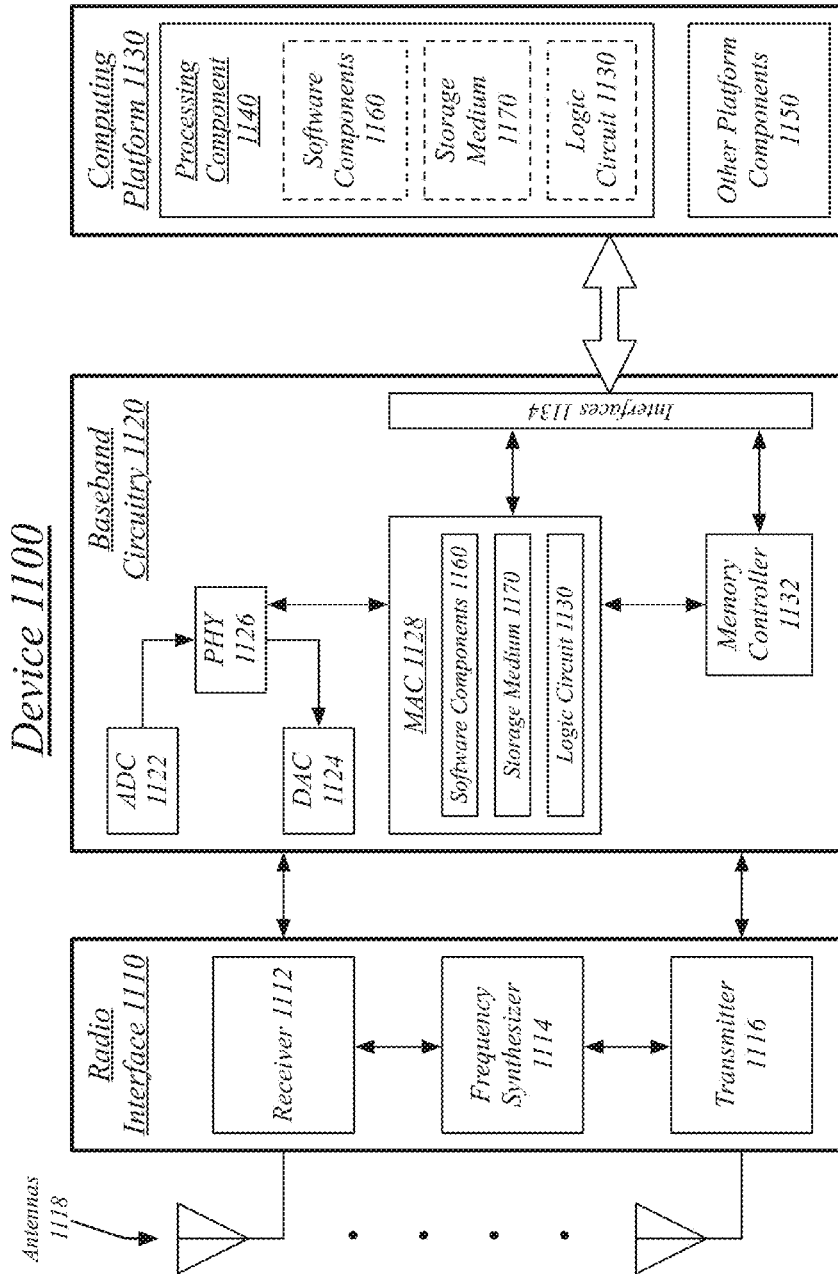 Device 1100
Antennas
1118
Radio
Interface 1110
Receiver 1112
Frequency
Synthesizer
1114
Transmitter
1116
Baseband
Circuitry 1120
ADC
1122
PHY
1126
DAC
1124
MAC 1128
Software Components 1160
Storage Medium 1170
Logic Circuit 1130
Memory
Controller
1132
Interfaces 1134
Computing
Platform 1130
Processing
Component
1140
Software
Components
1160
Storage
Medium
1170
Logic
Circuit 1130
Other Platform
Components
1150